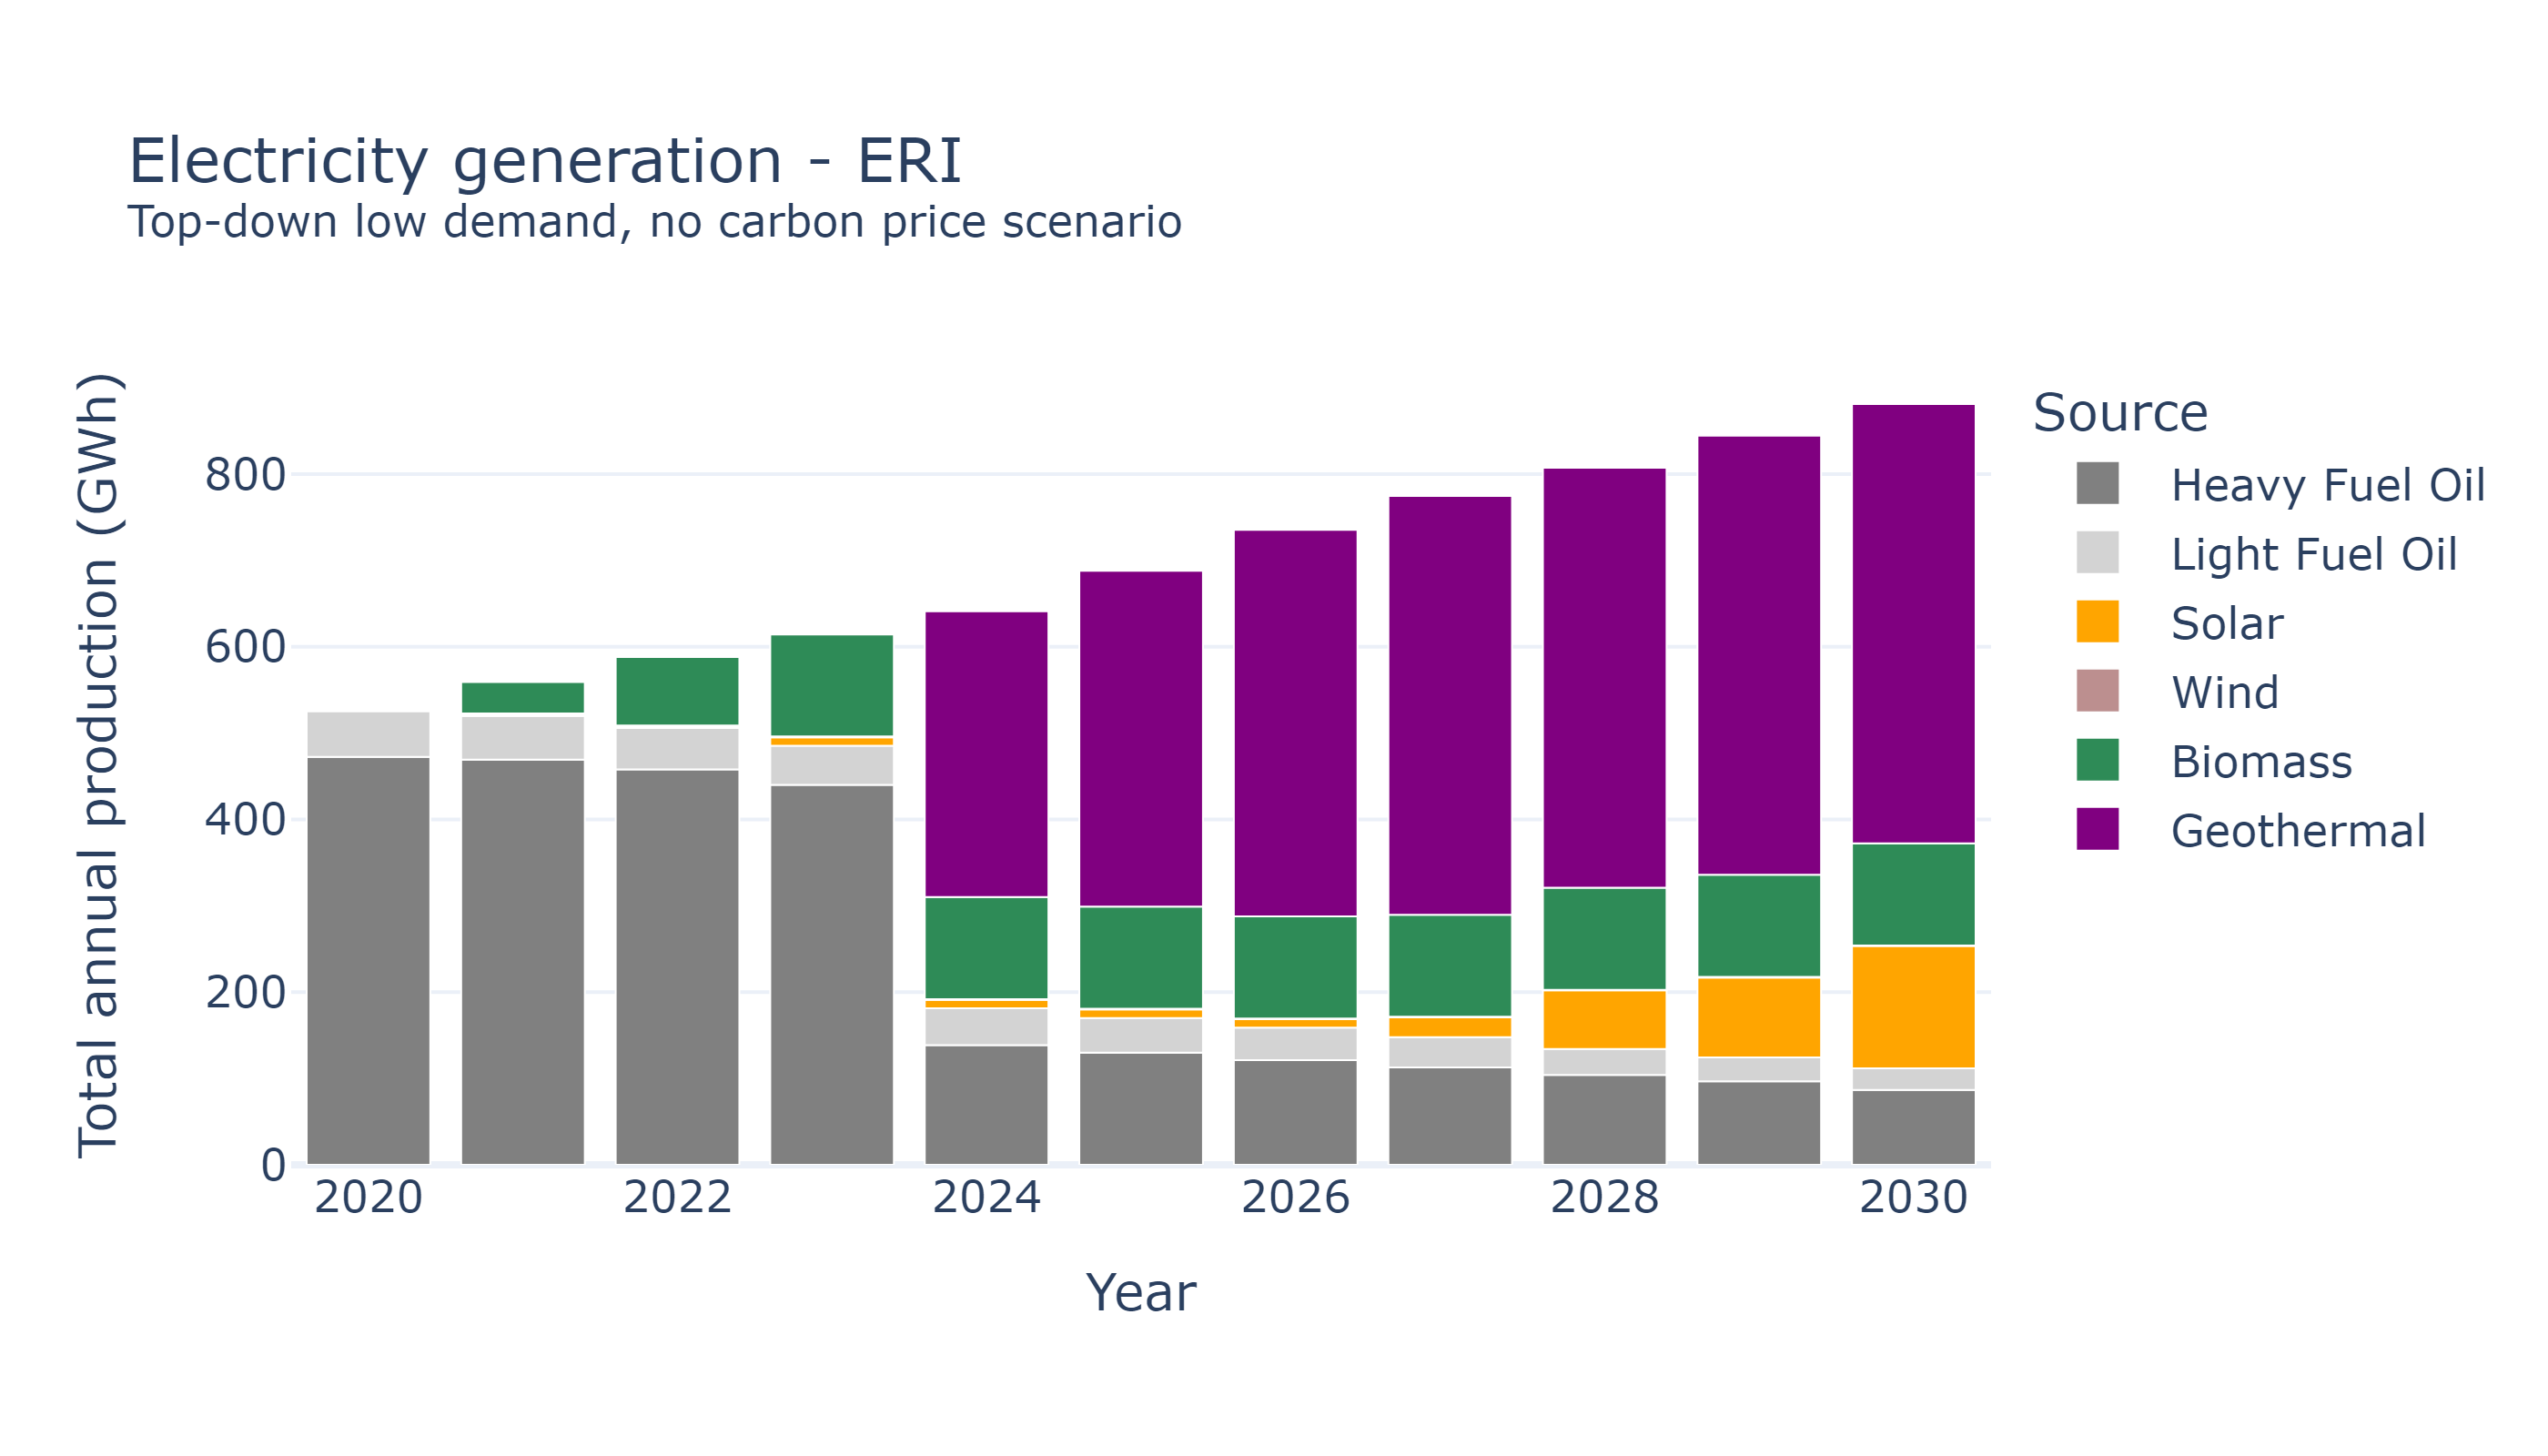 Electricity generation - ERI
Top-down low demand, no carbon price scenario
Total annual production (GWh)
800
600
400
200
0
2020 2022 2024 2026 2028 2030
Year
Source
Heavy Fuel Oil
Light Fuel Oil
Solar
Wind
Biomass
Geothermal